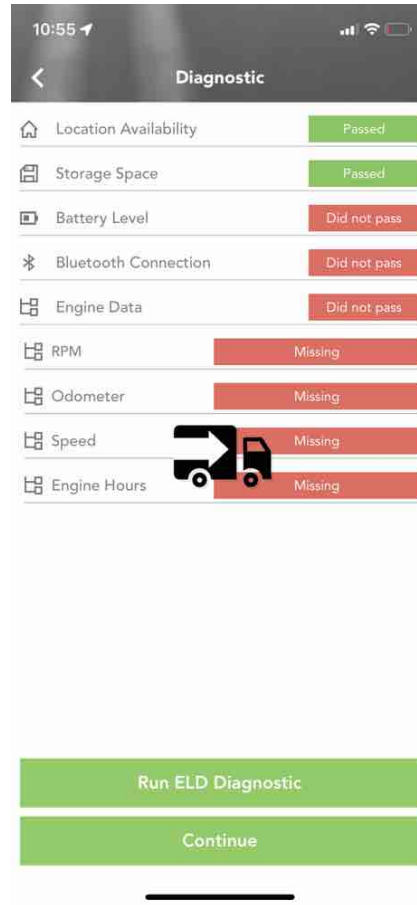 10:55
Diagnostic
Location Availability Passed
Storage Space Passed
Battery Level Did not pass
Bluetooth Connection Did not pass
Engine Data Did not pass
RPM Missing
Odometer Missing
Speed Missing
Engine Hours Missing
Run ELD Diagnostic
Continue